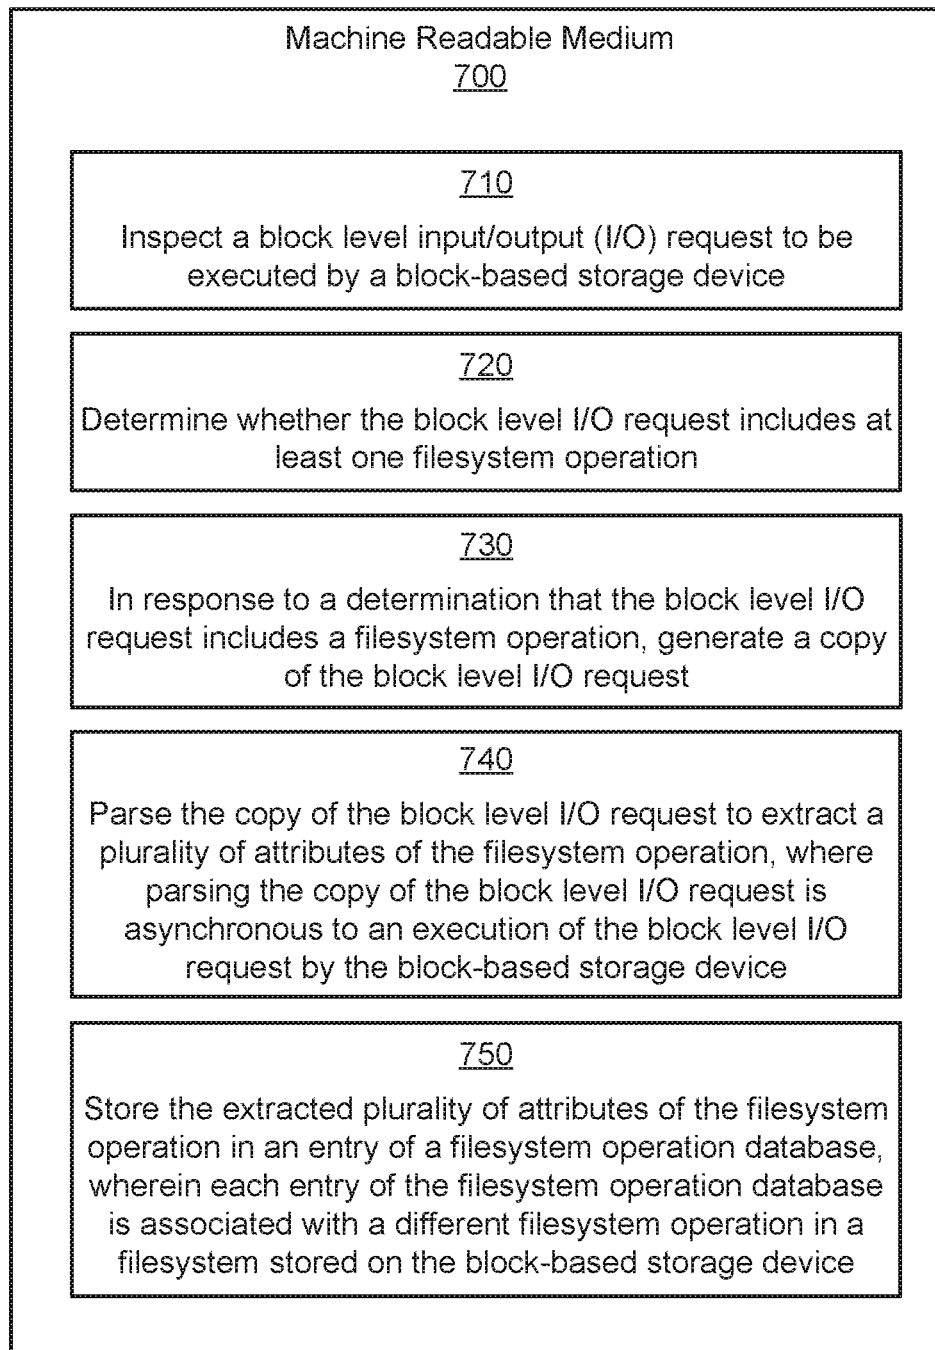 Machine Readable Medium
700
710
Inspect a block level input/output (I/O) request to be
executed by a block-based storage device
720
Determine whether the block level I/O request includes at
least one filesystem operation
730
In response to a determination that the block level I/O
request includes a filesystem operation, generate a copy
of the block level I/O request
740
Parse the copy of the block level I/O request to extract a
plurality of attributes of the filesystem operation, where
parsing the copy of the block level I/O request is
asynchronous to an execution of the block level I/O
request by the block-based storage device
750
Store the extracted plurality of attributes of the filesystem
operation in an entry of a filesystem operation database,
wherein each entry of the filesystem operation database
is associated with a different filesystem operation in a
filesystem stored on the block-based storage device